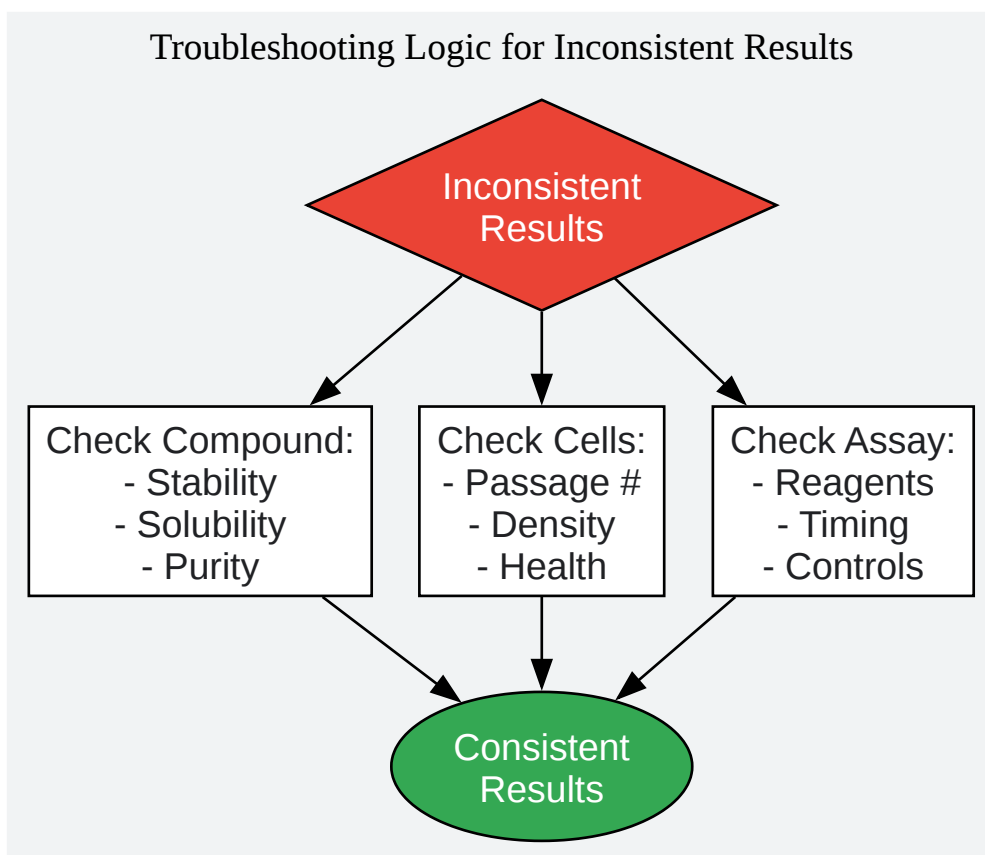 Troubleshooting Logic for Inconsistent Results
Inconsistent
Results
Check Compound:
- Stability
- Solubility
- Purity
Check Cells:
- Passage #
- Density
- Health
Check Assay:
- Reagents
- Timing
- Controls
Consistent
Results